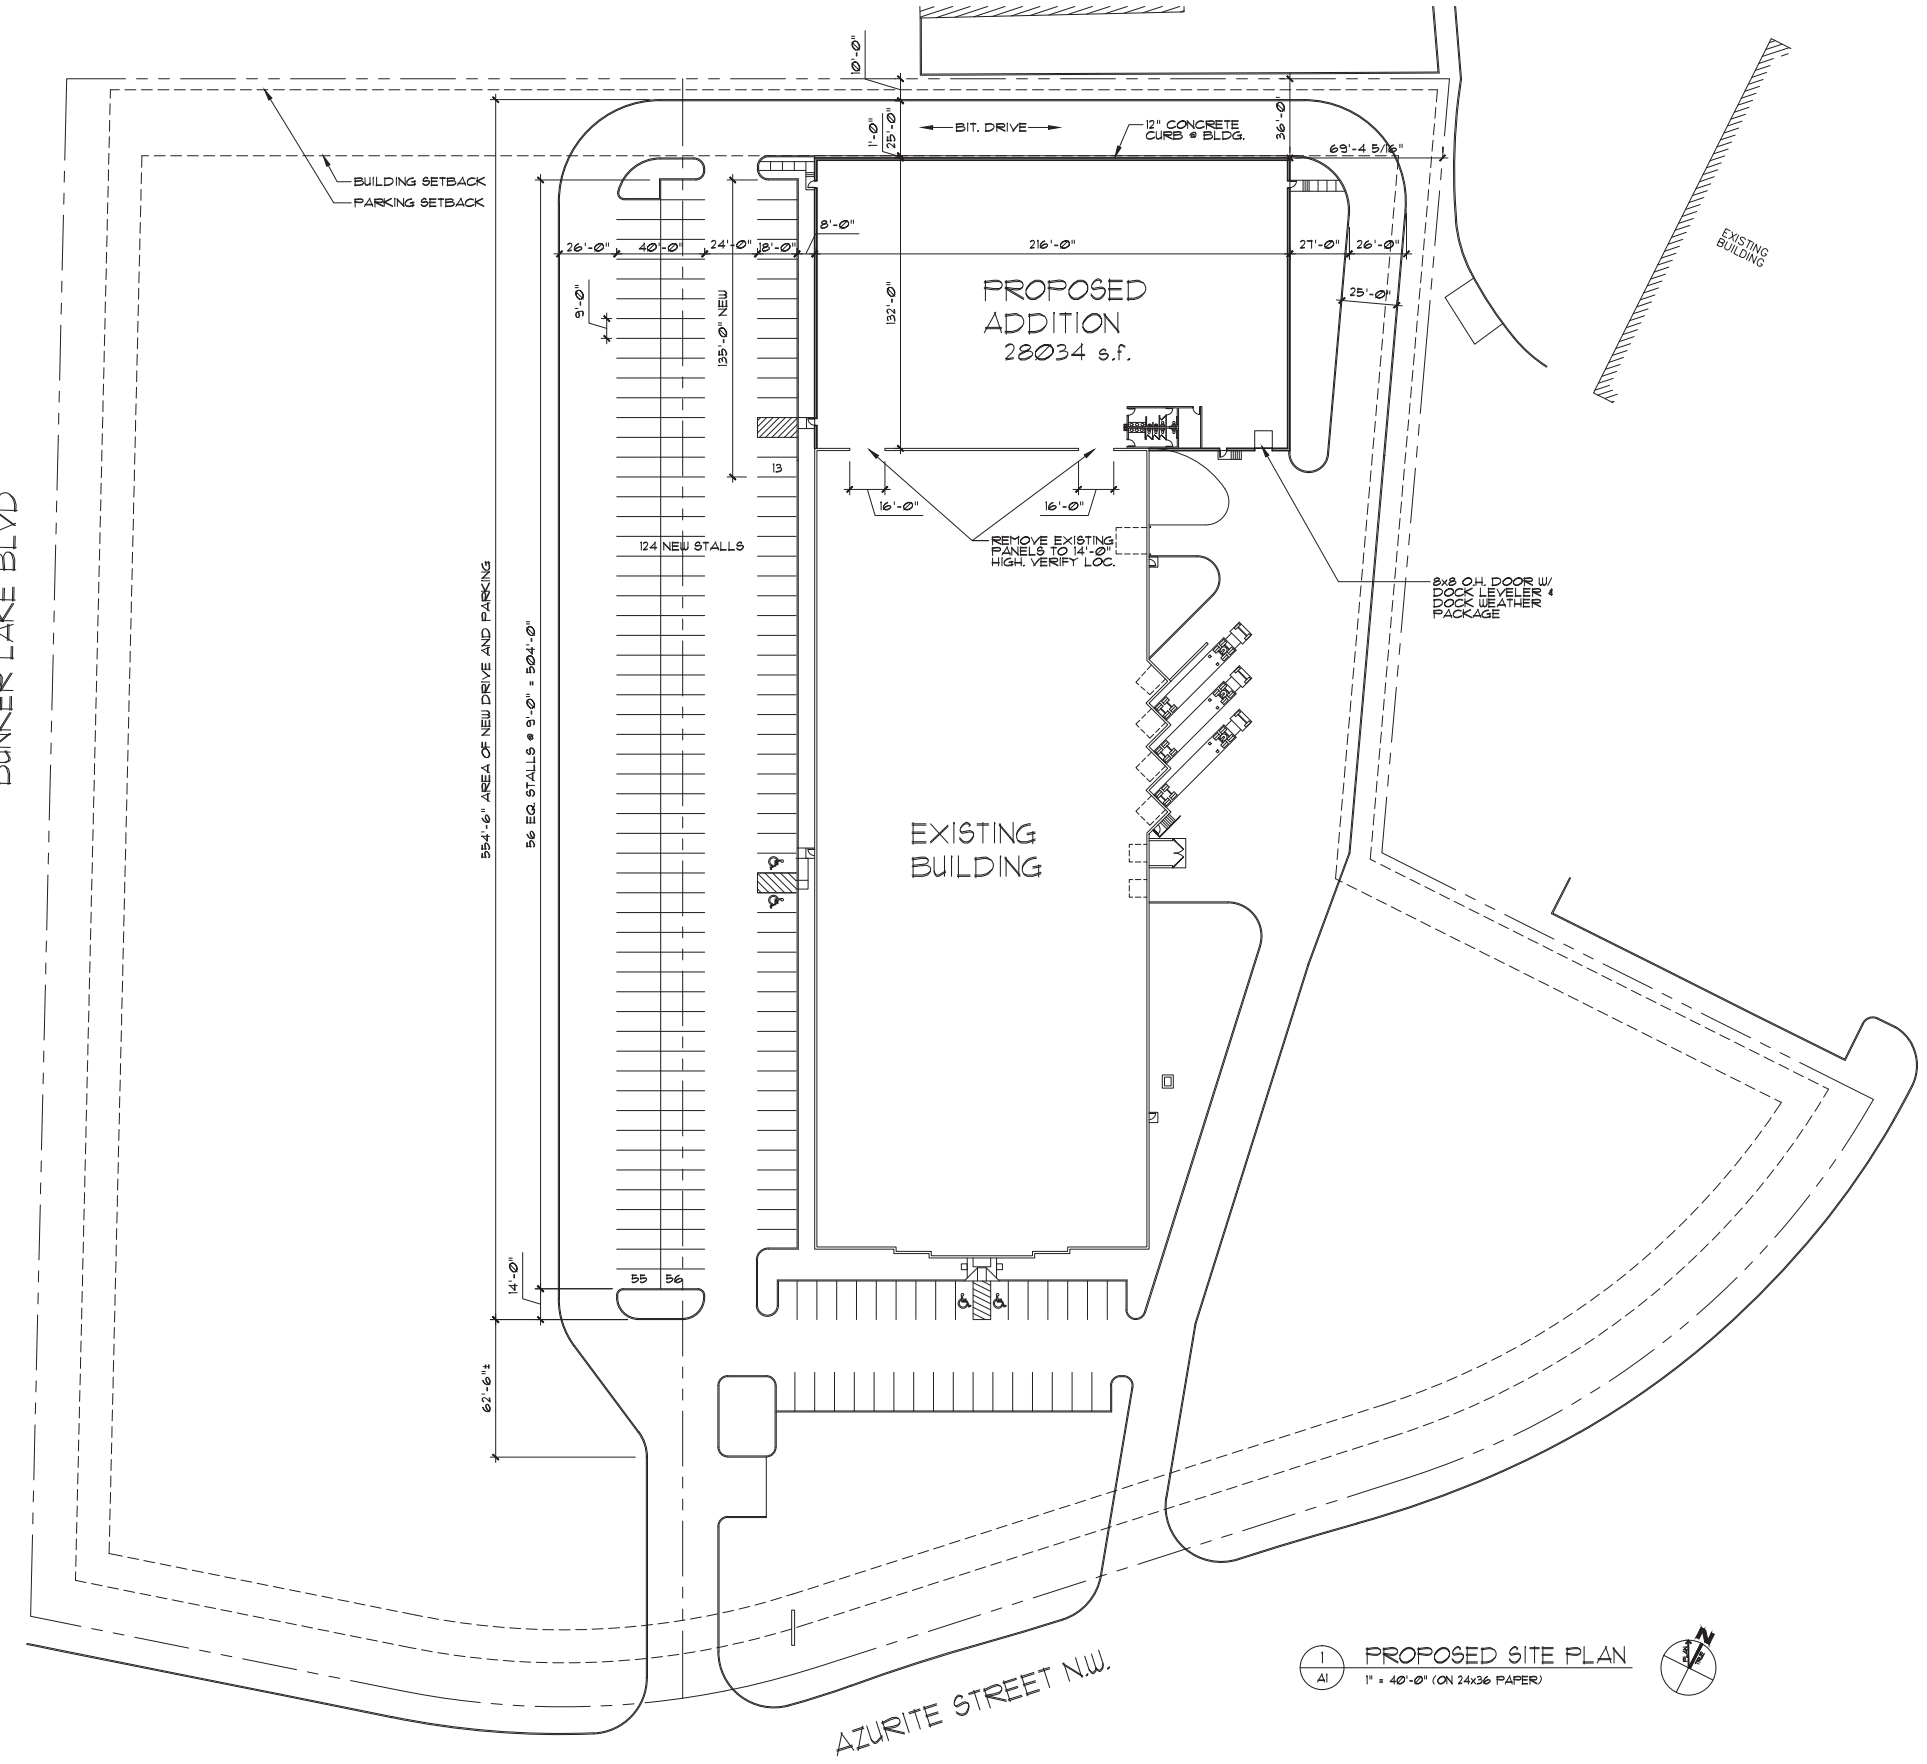 10'-0"
1'-0"
25'-0"
BIT. DRIVE
12" CONCRETE
CURB @ BLDG.
36'-0"
69'-4 5/16"
BUILDING SETBACK
PARKING SETBACK
26'-0"
40'-0"
24'-0"
18'-0"
8'-0"
216'-0"
27'-0"
26'-0"
EXISTING
BUILDING
9'-0"
135'-0" NEW
132'-0"
PROPOSED
ADDITION
28034 s.f.
25'-0"
13
16'-0"
16'-0"
124 NEW STALLS
REMOVE EXISTING
PANELS TO 14'-0"
HIGH. VERIFY LOC.
8x8 O.H. DOOR W/
DOCK LEVELER &
DOCK WEATHER
PACKAGE
BUNKER LAKE BLVD
554'-6" AREA OF NEW DRIVE AND PARKING
56 EQ. STALLS @ 9'-0" = 504'-0"
EXISTING
BUILDING
14'-0"
55
56
62'-6"±
AZURITE STREET N.W.
1
A1
PROPOSED SITE PLAN
1" = 40'-0" (ON 24x36 PAPER)
PLAN
TRUE
N